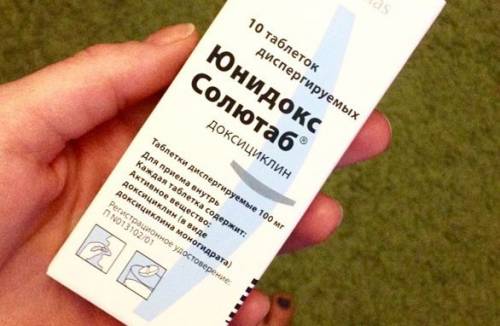 10 таблеток
диспергируемых
Юнидокс
Солютаб®
доксициклин
Таблетки диспергируемые 100 мг
Для приема внутрь
Каждая таблетка содержит:
Активное вещество:
доксициклин (в виде
доксициклина моногидрата)
Регистрационное удостоверение:
П N013102/01